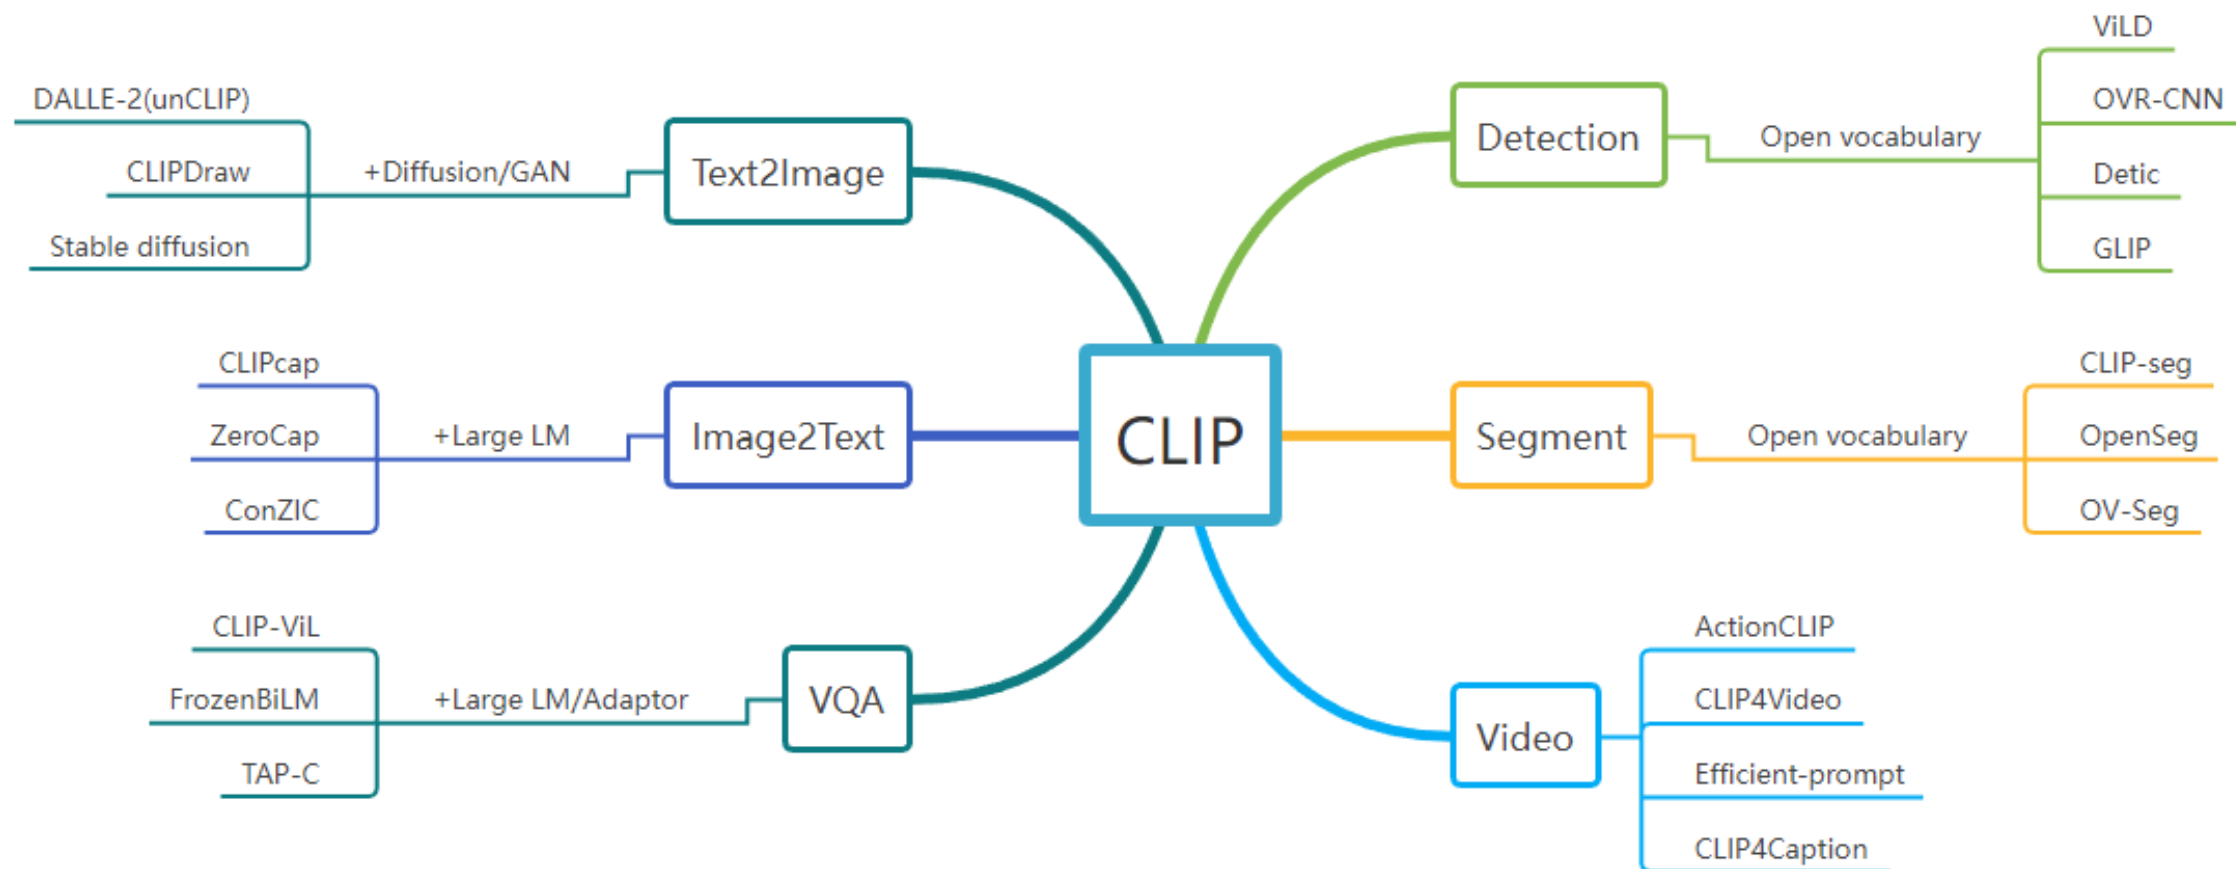 CLIP
Text2Image
+Diffusion/GAN
DALLE-2(unCLIP)
CLIPDraw
Stable diffusion
Image2Text
+Large LM
CLIPcap
ZeroCap
ConZIC
VQA
+Large LM/Adaptor
CLIP-ViL
FrozenBiLM
TAP-C
Detection
Open vocabulary
ViLD
OVR-CNN
Detic
GLIP
Segment
Open vocabulary
CLIP-seg
OpenSeg
OV-Seg
Video
ActionCLIP
CLIP4Video
Efficient-prompt
CLIP4Caption